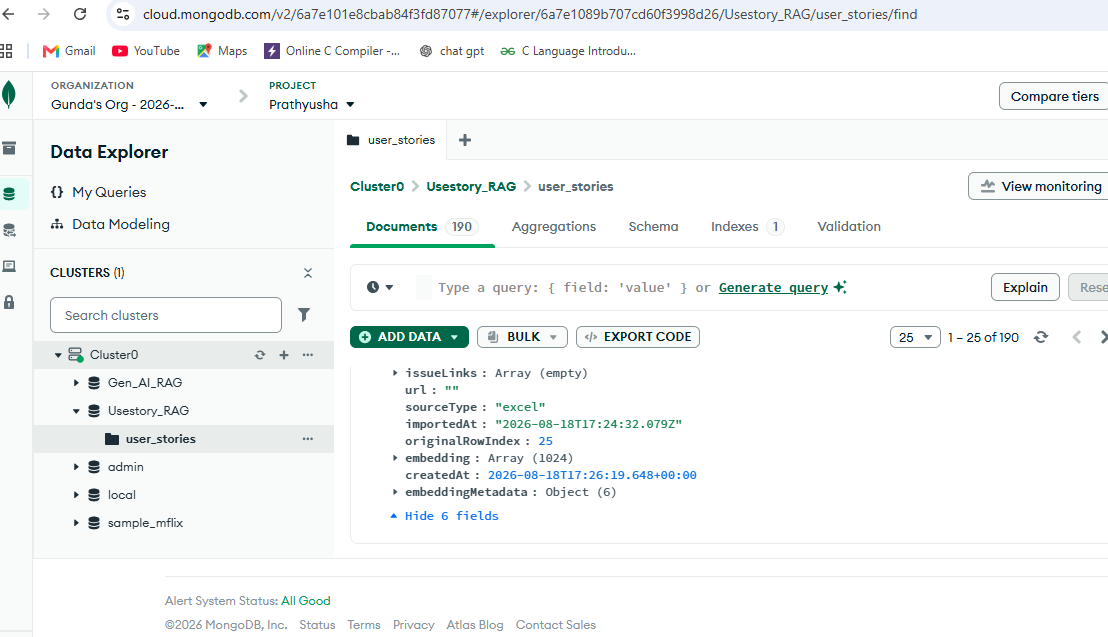 cloud.mongodb.com/v2/6a7e101e8cbab84f3fd87077#/explorer/6a7e1089b707cd60f3998d26/Usestory_RAG/user_stories/find
Gmail YouTube Maps Online C Compiler -... chat gpt C Language Introdu...
ORGANIZATION
Gunda's Org - 2026-...
PROJECT
Prathyusha
Compare tiers
Data Explorer
My Queries
Data Modeling
CLUSTERS (1)
Search clusters
Cluster0
Gen_AI_RAG
Usestory_RAG
user_stories
admin
local
sample_mflix
user_stories
Cluster0 > Usestory_RAG > user_stories
View monitoring
Documents 190 Aggregations Schema Indexes 1 Validation
Type a query: { field: 'value' } or Generate query
Explain
Rese
ADD DATA BULK EXPORT CODE
25 1 – 25 of 190
issueLinks : Array (empty)
url : ""
sourceType : "excel"
importedAt : "2026-08-18T17:24:32.079Z"
originalRowIndex : 25
embedding : Array (1024)
createdAt : 2026-08-18T17:26:19.648+00:00
embeddingMetadata : Object (6)
Hide 6 fields
Alert System Status: All Good
©2026 MongoDB, Inc. Status Terms Privacy Atlas Blog Contact Sales